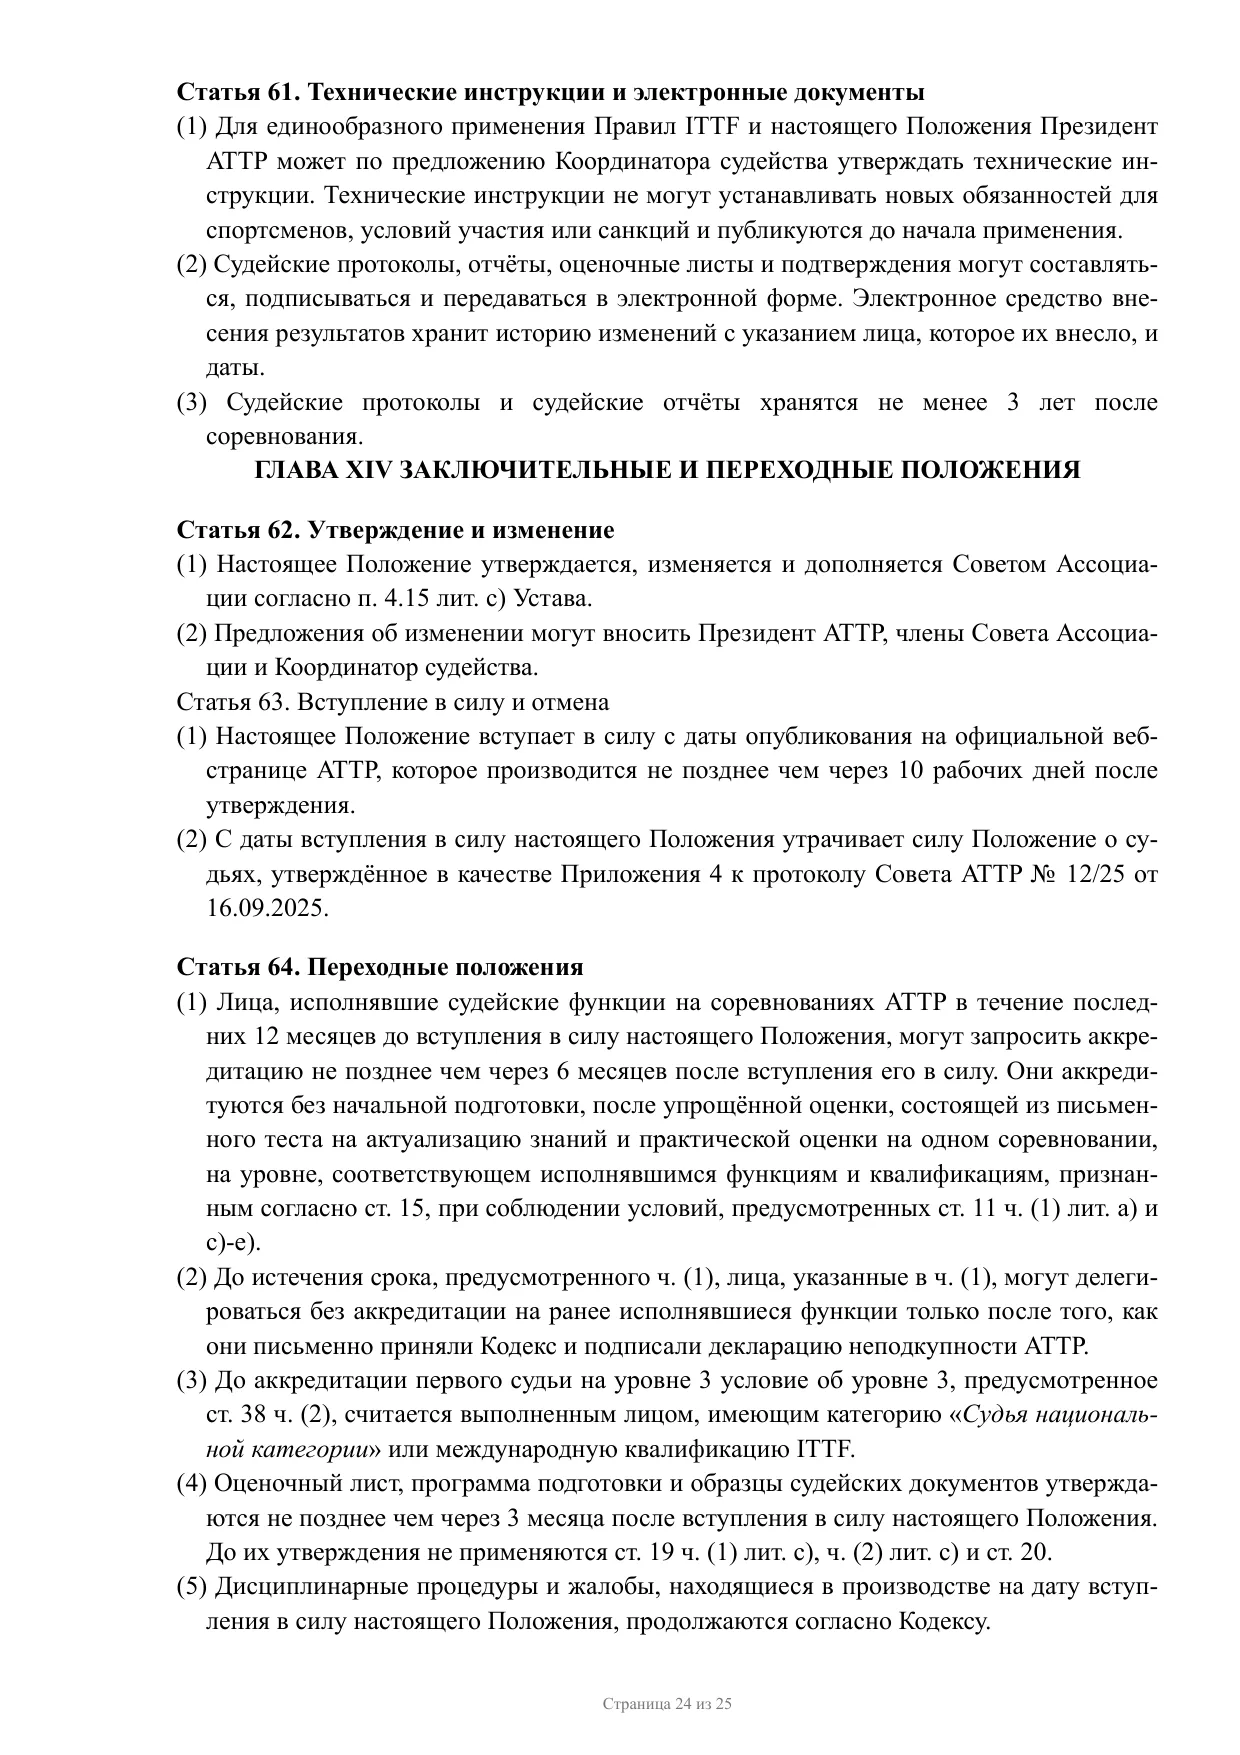 Статья 61. Технические инструкции и электронные документы
(1) Для единообразного применения Правил ITTF и настоящего Положения Президент
АТТР может по предложению Координатора судейства утверждать технические ин-
струкции. Технические инструкции не могут устанавливать новых обязанностей для
спортсменов, условий участия или санкций и публикуются до начала применения.
(2) Судейские протоколы, отчёты, оценочные листы и подтверждения могут составлять-
ся, подписываться и передаваться в электронной форме. Электронное средство вне-
сения результатов хранит историю изменений с указанием лица, которое их внесло, и
даты.
(3) Судейские протоколы и судейские отчёты хранятся не менее 3 лет после
соревнования.
ГЛАВА XIV ЗАКЛЮЧИТЕЛЬНЫЕ И ПЕРЕХОДНЫЕ ПОЛОЖЕНИЯ
Статья 62. Утверждение и изменение
(1) Настоящее Положение утверждается, изменяется и дополняется Советом Ассоциа-
ции согласно п. 4.15 лит. c) Устава.
(2) Предложения об изменении могут вносить Президент АТТР, члены Совета Ассоциа-
ции и Координатор судейства.
Статья 63. Вступление в силу и отмена
(1) Настоящее Положение вступает в силу с даты опубликования на официальной веб-
странице АТТР, которое производится не позднее чем через 10 рабочих дней после
утверждения.
(2) С даты вступления в силу настоящего Положения утрачивает силу Положение о су-
дьях, утверждённое в качестве Приложения 4 к протоколу Совета АТТР № 12/25 от
16.09.2025.
Статья 64. Переходные положения
(1) Лица, исполнявшие судейские функции на соревнованиях АТТР в течение послед-
них 12 месяцев до вступления в силу настоящего Положения, могут запросить аккре-
дитацию не позднее чем через 6 месяцев после вступления его в силу. Они аккреди-
туются без начальной подготовки, после упрощённой оценки, состоящей из письмен-
ного теста на актуализацию знаний и практической оценки на одном соревновании,
на уровне, соответствующем исполнявшимся функциям и квалификациям, признан-
ным согласно ст. 15, при соблюдении условий, предусмотренных ст. 11 ч. (1) лит. a) и
c)-e).
(2) До истечения срока, предусмотренного ч. (1), лица, указанные в ч. (1), могут делеги-
роваться без аккредитации на ранее исполнявшиеся функции только после того, как
они письменно приняли Кодекс и подписали декларацию неподкупности АТТР.
(3) До аккредитации первого судьи на уровне 3 условие об уровне 3, предусмотренное
ст. 38 ч. (2), считается выполненным лицом, имеющим категорию «Судья националь-
ной категории» или международную квалификацию ITTF.
(4) Оценочный лист, программа подготовки и образцы судейских документов утвержда-
ются не позднее чем через 3 месяца после вступления в силу настоящего Положения.
До их утверждения не применяются ст. 19 ч. (1) лит. c), ч. (2) лит. c) и ст. 20.
(5) Дисциплинарные процедуры и жалобы, находящиеся в производстве на дату вступ-
ления в силу настоящего Положения, продолжаются согласно Кодексу.
Страница 24 из 25